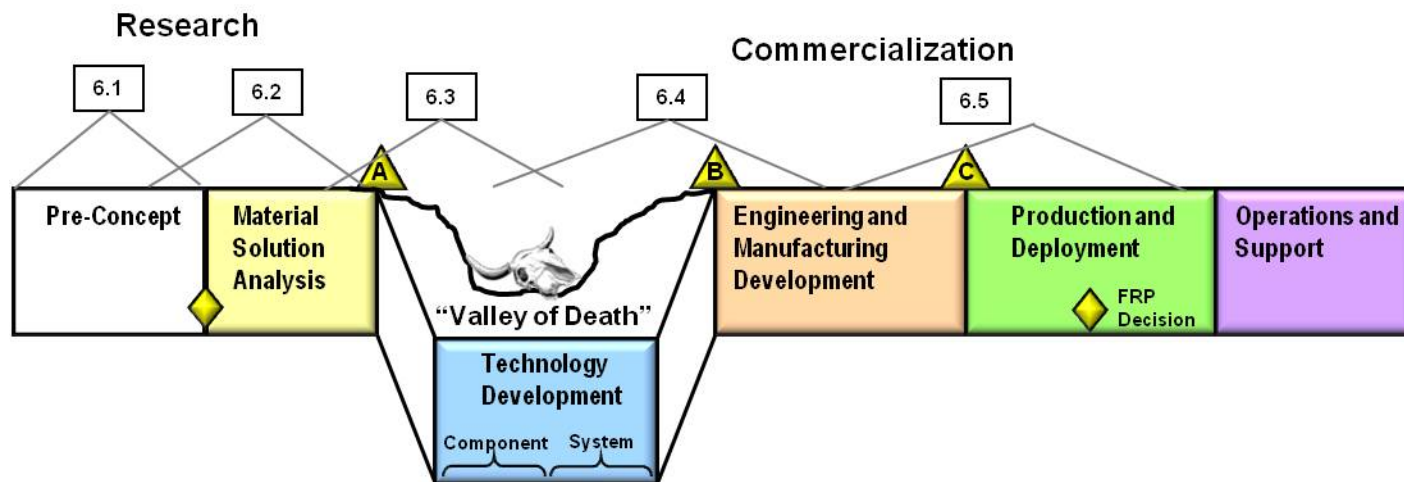 Research
Commercialization
6.1
6.2
6.3
6.4
6.5
A
B
C
Pre-Concept
Material
Solution
Analysis
“Valley of Death”
Technology
Development
Component
System
Engineering and
Manufacturing
Development
Production and
Deployment
FRP
Decision
Operations and
Support